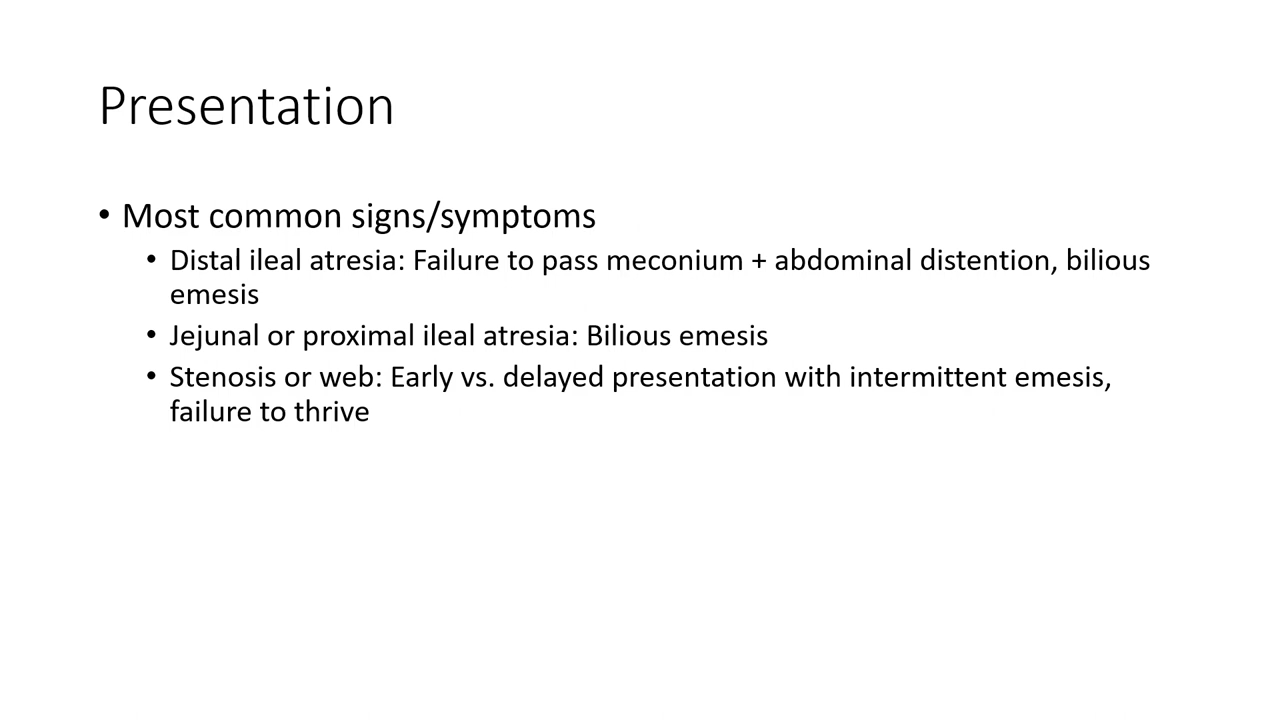 Presentation
• Most common signs/symptoms
• Distal ileal atresia: Failure to pass meconium + abdominal distention, bilious
emesis
• Jejunal or proximal ileal atresia: Bilious emesis
• Stenosis or web: Early vs. delayed presentation with intermittent emesis,
failure to thrive